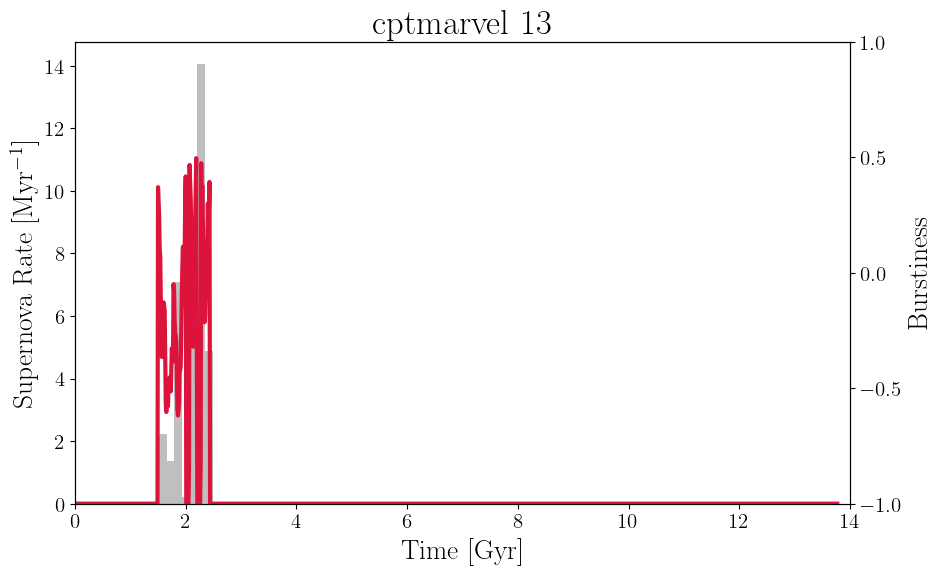 cptmarvel 13
Supernova Rate [Myr⁻¹]
14
12
10
8
6
4
2
0
1.0
0.5
0.0
−0.5
−1.0
Burstiness
0 2 4 6 8 10 12 14
Time [Gyr]